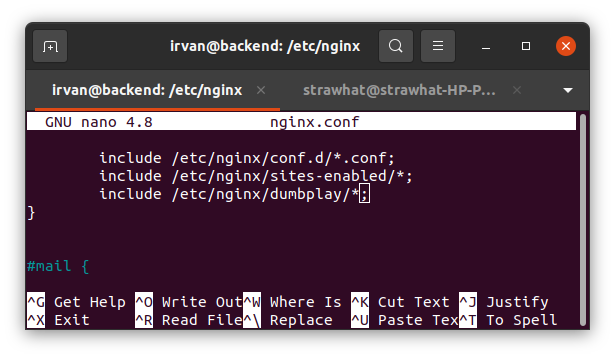 irvan@backend: /etc/nginx
irvan@backend: /etc/nginx
strawhat@strawhat-HP-P...
GNU nano 4.8 nginx.conf
include /etc/nginx/conf.d/*.conf;
include /etc/nginx/sites-enabled/*;
include /etc/nginx/dumbplay/*;
}
#mail {
^G Get Help ^O Write Out^W Where Is ^K Cut Text ^J Justify
^X Exit ^R Read File^\ Replace ^U Paste Tex^T To Spell